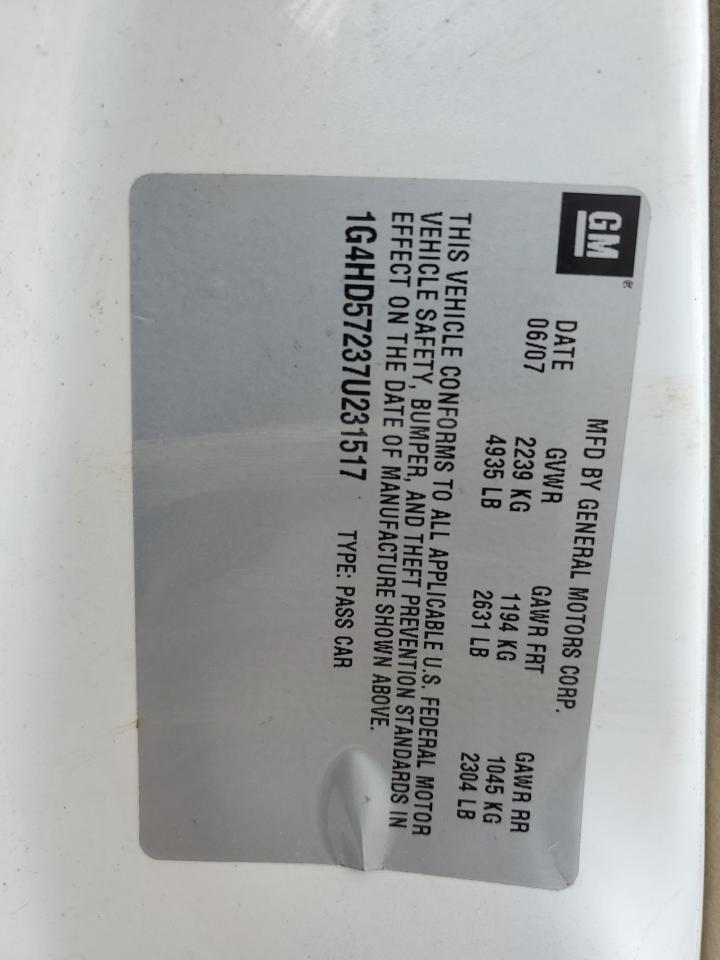 GM
MFD BY GENERAL MOTORS CORP.
DATE GVWR GAWR FRT GAWR RR
06/07 2239 KG 1194 KG 1045 KG
4935 LB 2631 LB 2304 LB
THIS VEHICLE CONFORMS TO ALL APPLICABLE U.S. FEDERAL MOTOR
VEHICLE SAFETY, BUMPER, AND THEFT PREVENTION STANDARDS IN
EFFECT ON THE DATE OF MANUFACTURE SHOWN ABOVE.
1G4HD57237U231517 TYPE: PASS CAR